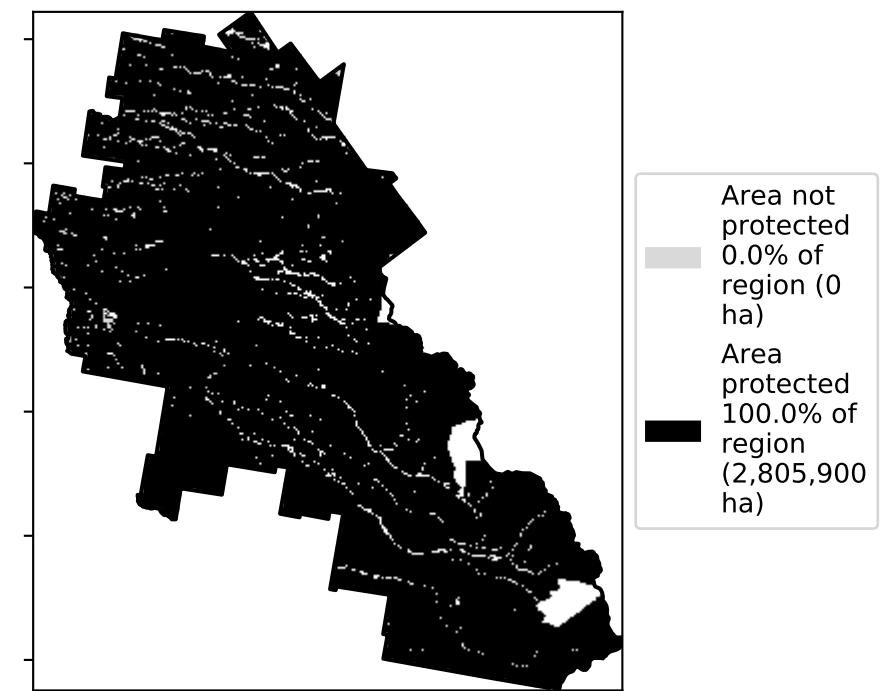 Area not
protected
0.0% of
region (0
ha)
Area
protected
100.0% of
region
(2,805,900
ha)